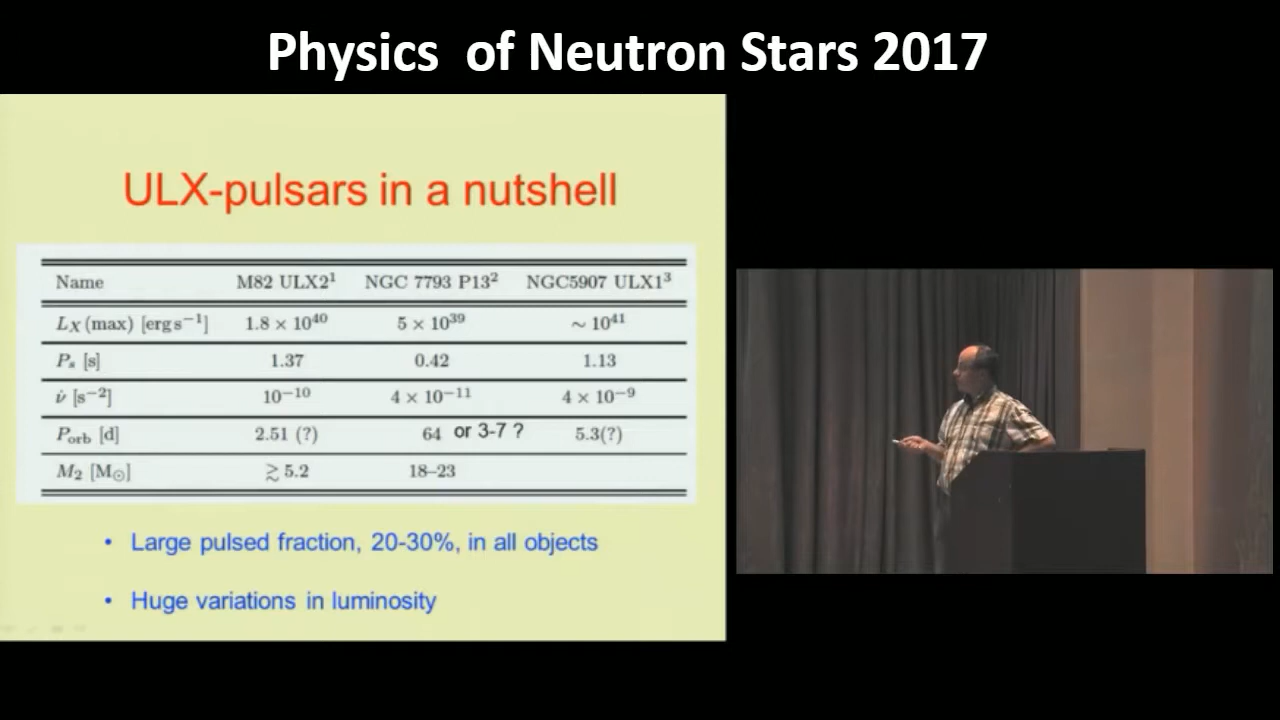 Physics of Neutron Stars 2017
ULX-pulsars in a nutshell
Name M82 ULX2¹ NGC 7793 P13² NGC5907 ULX1³
L_X(max) [erg s⁻¹] 1.8 × 10⁴⁰ 5 × 10³⁹ ~ 10⁴¹
P_s [s] 1.37 0.42 1.13
ν̇ [s⁻²] 10⁻¹⁰ 4 × 10⁻¹¹ 4 × 10⁻⁹
P_orb [d] 2.51 (?) 64 or 3-7 ? 5.3(?)
M₂ [M⊙] ≳ 5.2 18–23
• Large pulsed fraction, 20-30%, in all objects
• Huge variations in luminosity